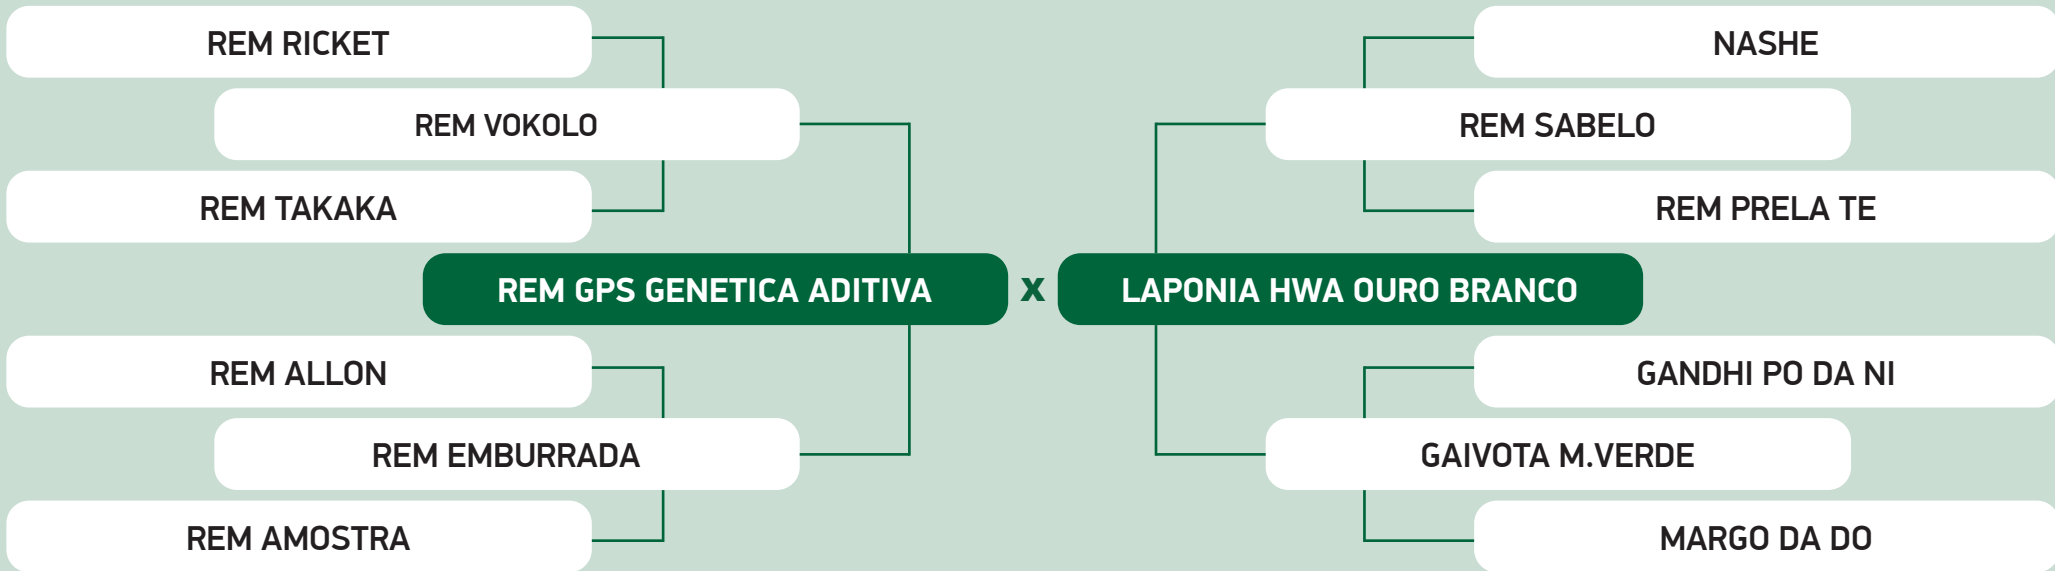 REM RICKET
NASHE
REM VOKOLO
REM SABELO
REM TAKAKA
REM PRELA TE
REM GPS GENETICA ADITIVA
X
LAPONIA HWA OURO BRANCO
REM ALLON
GANDHI PO DA NI
REM EMBURRADA
GAIVOTA M.VERDE
REM AMOSTRA
MARGO DA DO